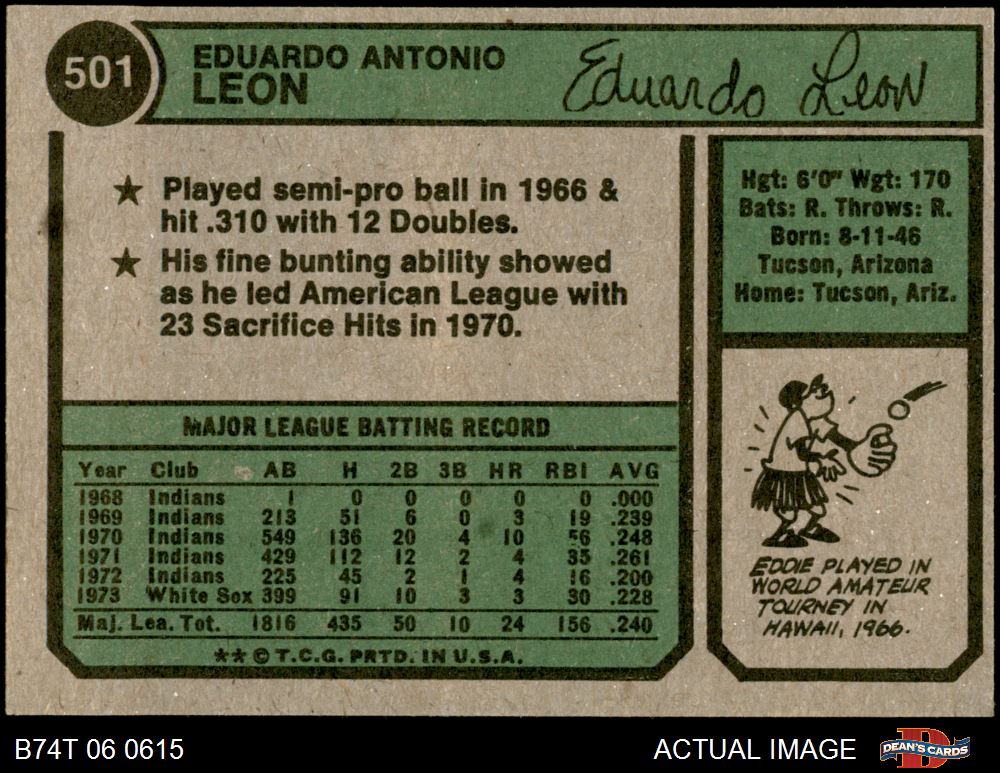 501
EDUARDO ANTONIO
LEON
Eduardo Leon
★ Played semi-pro ball in 1966 &
hit .310 with 12 Doubles.
★ His fine bunting ability showed
as he led American League with
23 Sacrifice Hits in 1970.
Hgt: 6'0" Wgt: 170
Bats: R. Throws: R.
Born: 8-11-46
Tucson, Arizona
Home: Tucson, Ariz.
MAJOR LEAGUE BATTING RECORD
Year Club AB H 2B 3B HR RBI AVG
1968 Indians 1 0 0 0 0 0 .000
1969 Indians 213 51 6 0 3 19 .239
1970 Indians 549 136 20 4 10 56 .248
1971 Indians 429 112 12 2 4 35 .261
1972 Indians 225 45 2 1 4 16 .200
1973 White Sox 399 91 10 3 3 30 .228
Maj. Lea. Tot. 1816 435 50 10 24 156 .240
** © T.C.G. PRTD. IN U.S.A.
EDDIE PLAYED IN
WORLD AMATEUR
TOURNEY IN
HAWAII, 1966.
B74T 06 0615
ACTUAL IMAGE
DEAN'S CARDS